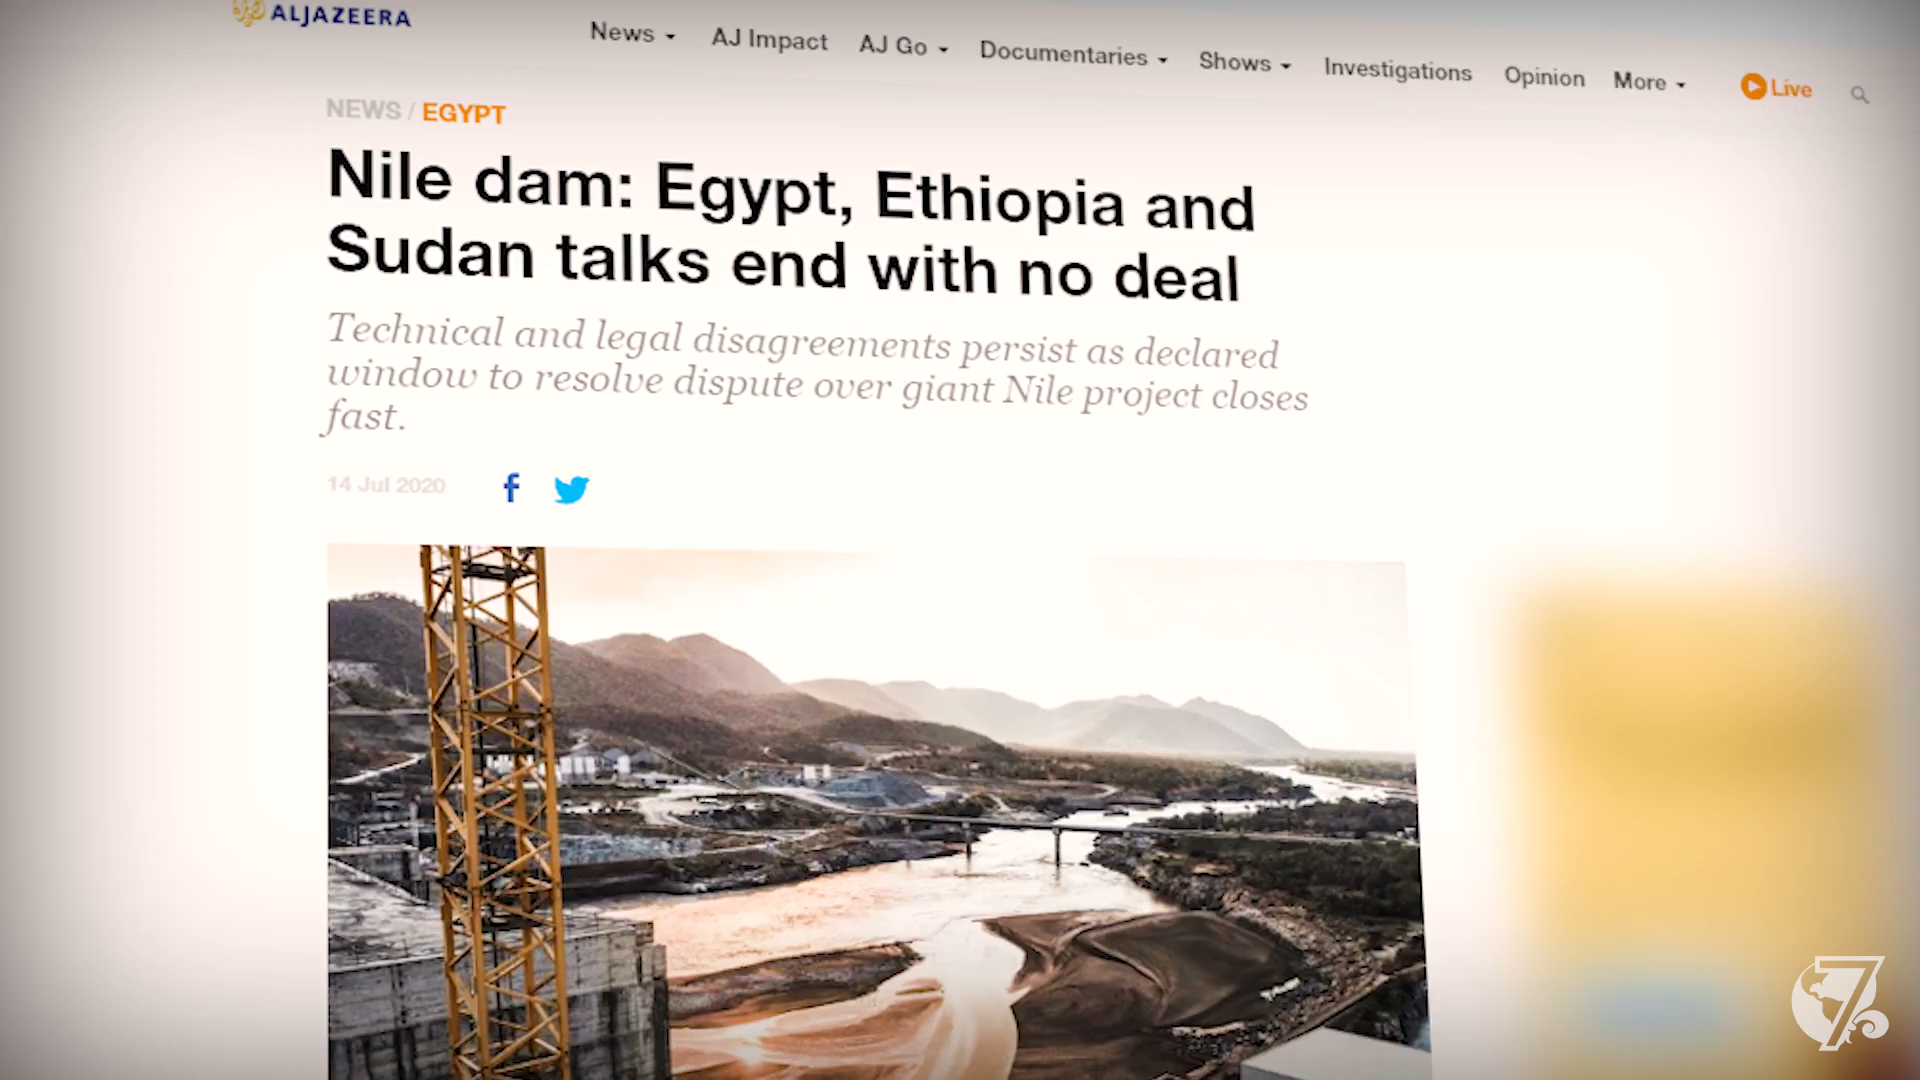 ALJAZEERA
News AJ Impact AJ Go Documentaries Shows Investigations Opinion More Live
NEWS / EGYPT
Nile dam: Egypt, Ethiopia and
Sudan talks end with no deal
Technical and legal disagreements persist as declared
window to resolve dispute over giant Nile project closes
fast.
14 Jul 2020
7